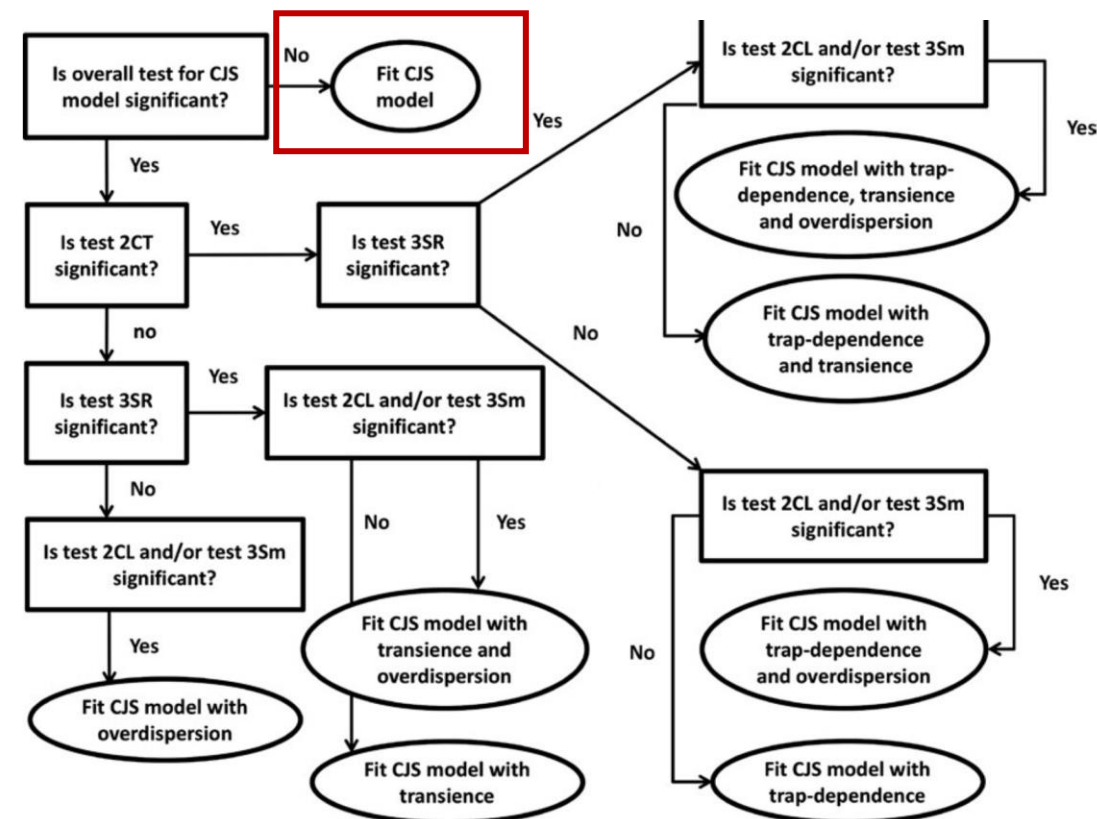 Is overall test for CJS
model significant?
No
Fit CJS
model
Yes
Is test 2CT
significant?
Yes
Is test 3SR
significant?
Yes
Is test 2CL and/or test 3Sm
significant?
Yes
Fit CJS model with trap-
dependence, transience
and overdispersion
No
Fit CJS model with
trap-dependence
and transience
No
Is test 2CL and/or test 3Sm
significant?
Yes
Fit CJS model with
trap-dependence
and overdispersion
No
Fit CJS model with
trap-dependence
no
Is test 3SR
significant?
Yes
Is test 2CL and/or test 3Sm
significant?
No
Yes
Fit CJS model with
transience and
overdispersion
Fit CJS model with
transience
No
Is test 2CL and/or test 3Sm
significant?
Yes
Fit CJS model with
overdispersion